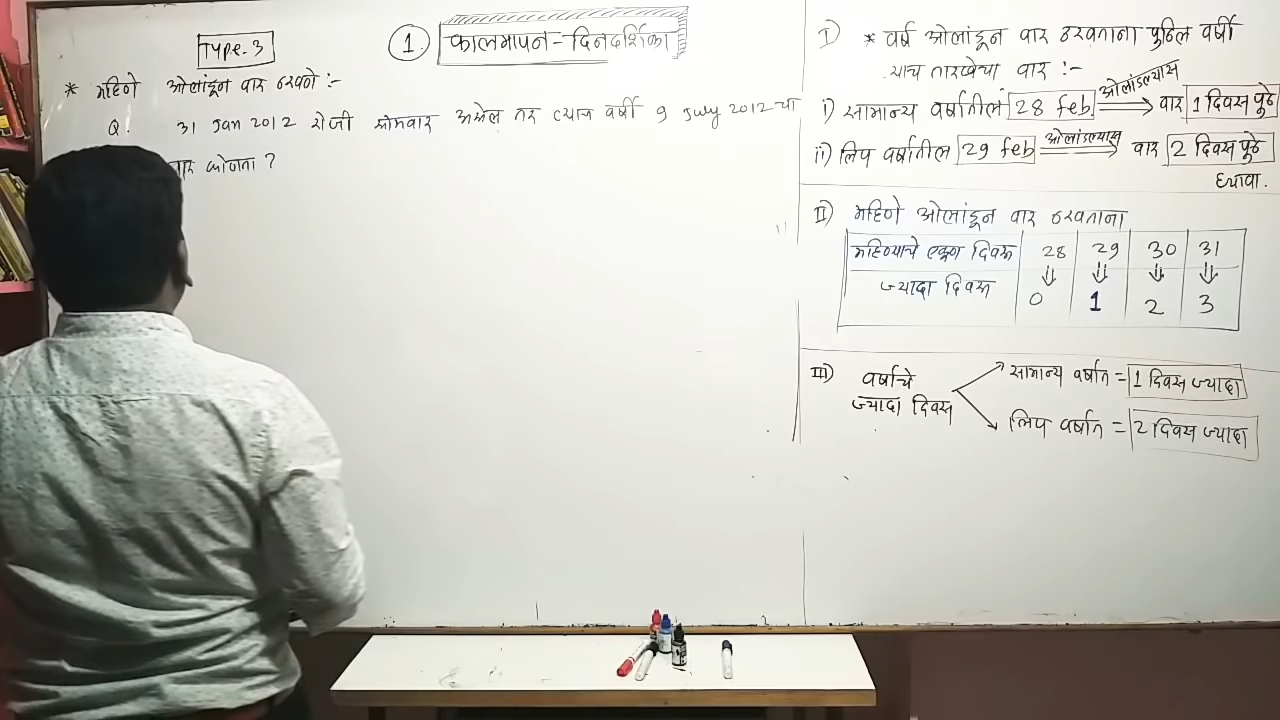 Type-3
1. कालमापन-दिनदर्शिका
* महिणे ओलांडून वार ठरवणे :-
Q. 31 Jan 2012 रोजी सोमवार असेल तर त्याच वर्षी 9 July 2012 चा
वार कोणता ?
I) * वर्ष ओलांडून वार ठरवताना पुढिल वर्षी
याच तारखेचा वार :-
i) सामान्य वर्षातील 28 feb ओलांडल्यास वार 1 दिवस पुढे
ii) लिप वर्षातील 29 feb ओलांडल्यास वार 2 दिवस पुढे
घ्यावा.
II) महिणे ओलांडून वार ठरवताना
महिण्याचे एकूण दिवस 28 29 30 31
ज्यादा दिवस 0 1 2 3
III) वर्षाचे
ज्यादा दिवस
सामान्य वर्षात = 1 दिवस ज्यादा
लिप वर्षात = 2 दिवस ज्यादा